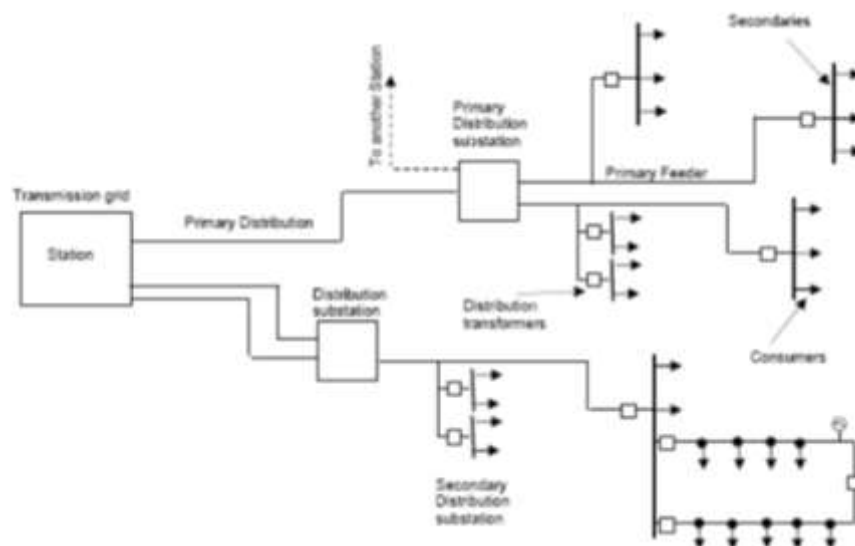 Secondaries
To another Station
Primary
Distribution
substation
Transmission grid
Primary Feeder
Primary Distribution
Station
Distribution
substation
Distribution
transformers
Consumers
Secondary
Distribution
substation